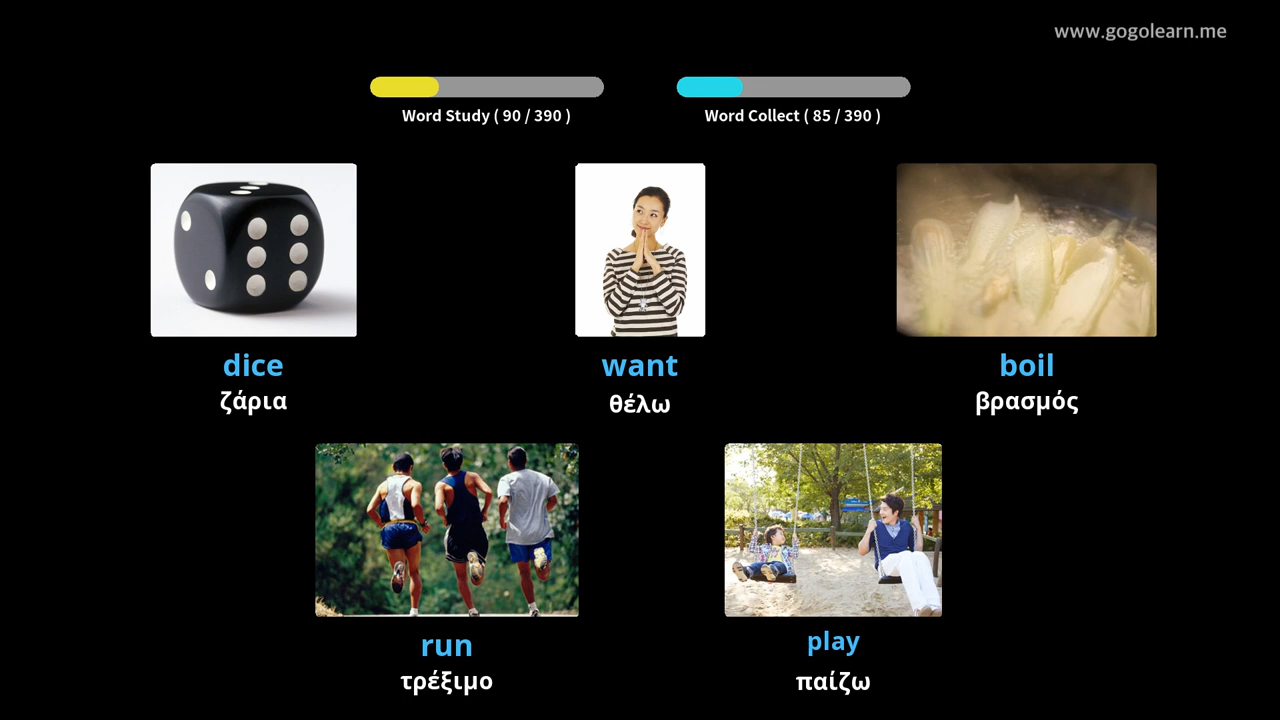 www.gogolearn.me
Word Study ( 90 / 390 )
Word Collect ( 85 / 390 )
dice
ζάρια
want
θέλω
boil
βρασμός
run
τρέξιμο
play
παίζω